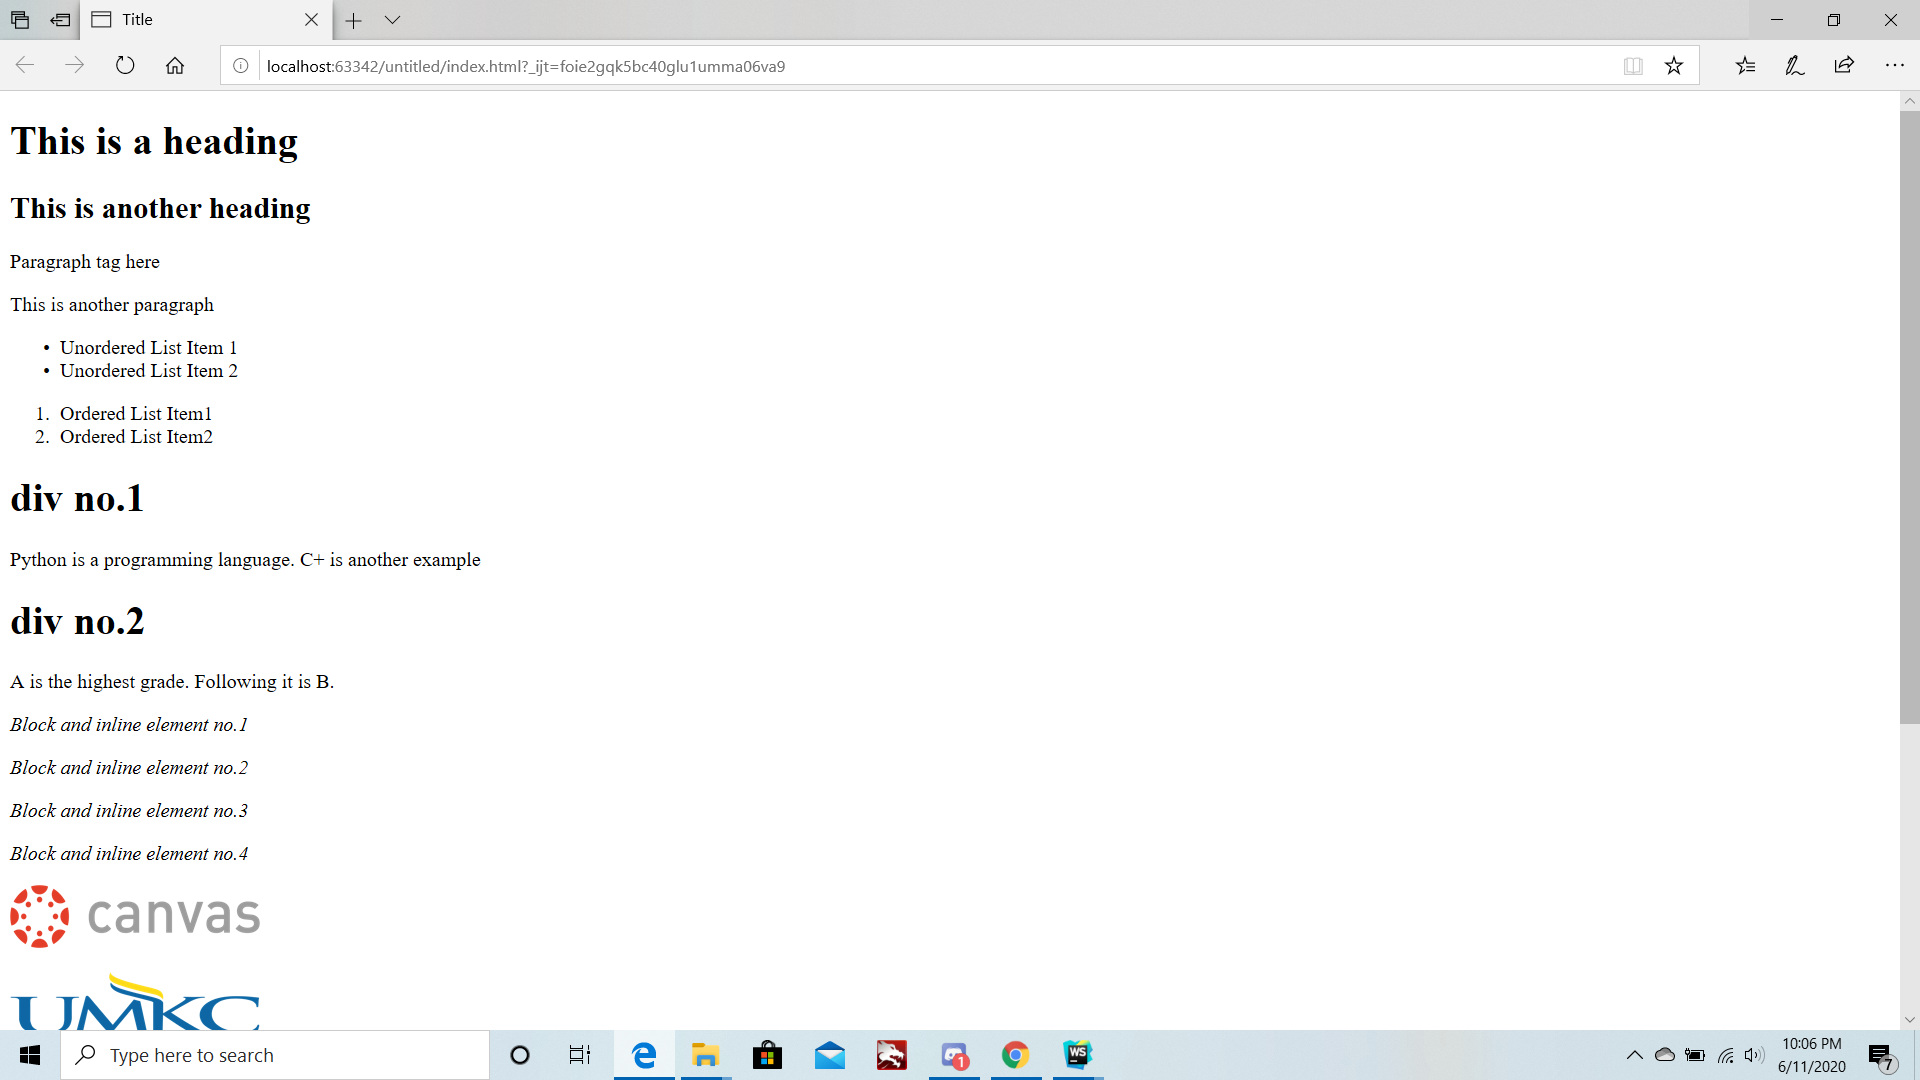 Title
localhost:63342/untitled/index.html?_ijt=foie2gqk5bc40glu1umma06va9
This is a heading
This is another heading
Paragraph tag here
This is another paragraph
• Unordered List Item 1
• Unordered List Item 2
1. Ordered List Item1
2. Ordered List Item2
div no.1
Python is a programming language. C+ is another example
div no.2
A is the highest grade. Following it is B.
Block and inline element no.1
Block and inline element no.2
Block and inline element no.3
Block and inline element no.4
canvas
UMKC
Type here to search
1
WS
10:06 PM
6/11/2020
7